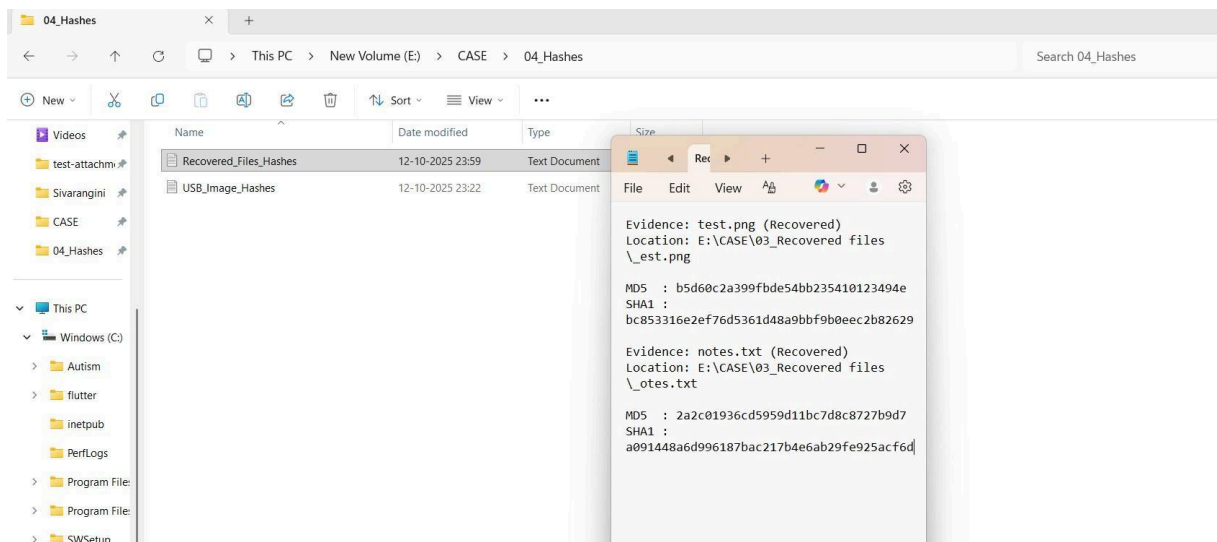 04_Hashes
This PC > New Volume (E:) > CASE > 04_Hashes
Search 04_Hashes
New
Sort
View
Name Date modified Type Size
Recovered_Files_Hashes 12-10-2025 23:59 Text Document
USB_Image_Hashes 12-10-2025 23:22 Text Document
Videos
test-attachm
Sivarangini
CASE
04_Hashes
This PC
Windows (C:)
Autism
flutter
inetpub
PerfLogs
Program Files
Program Files
SWSetup
Rec
File Edit View
Evidence: test.png (Recovered)
Location: E:\CASE\03_Recovered files
\_est.png
MD5 : b5d60c2a399fbde54bb235410123494e
SHA1 :
bc853316e2ef76d5361d48a9bbf9b0eec2b82629
Evidence: notes.txt (Recovered)
Location: E:\CASE\03_Recovered files
\_otes.txt
MD5 : 2a2c01936cd5959d11bc7d8c8727b9d7
SHA1 :
a091448a6d996187bac217b4e6ab29fe925acf6d